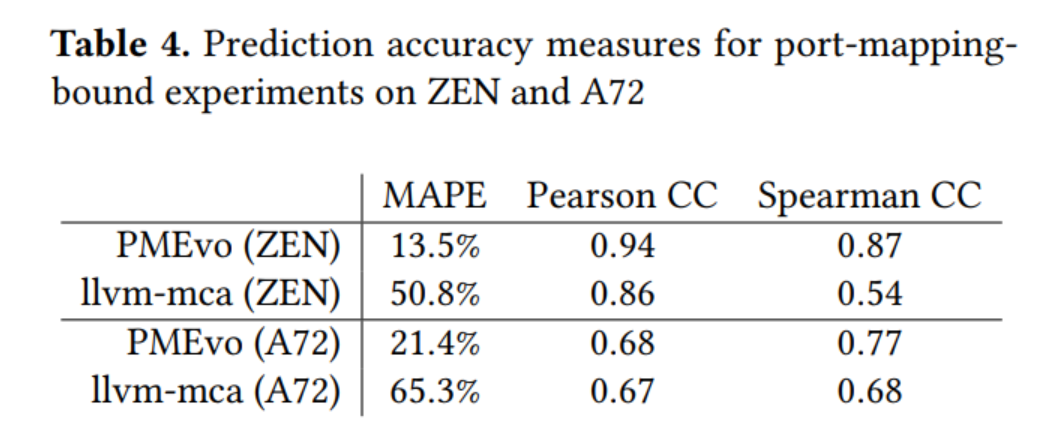 Table 4. Prediction accuracy measures for port-mapping-
bound experiments on ZEN and A72
MAPE Pearson CC Spearman CC
PMEvo (ZEN) 13.5% 0.94 0.87
llvm-mca (ZEN) 50.8% 0.86 0.54
PMEvo (A72) 21.4% 0.68 0.77
llvm-mca (A72) 65.3% 0.67 0.68